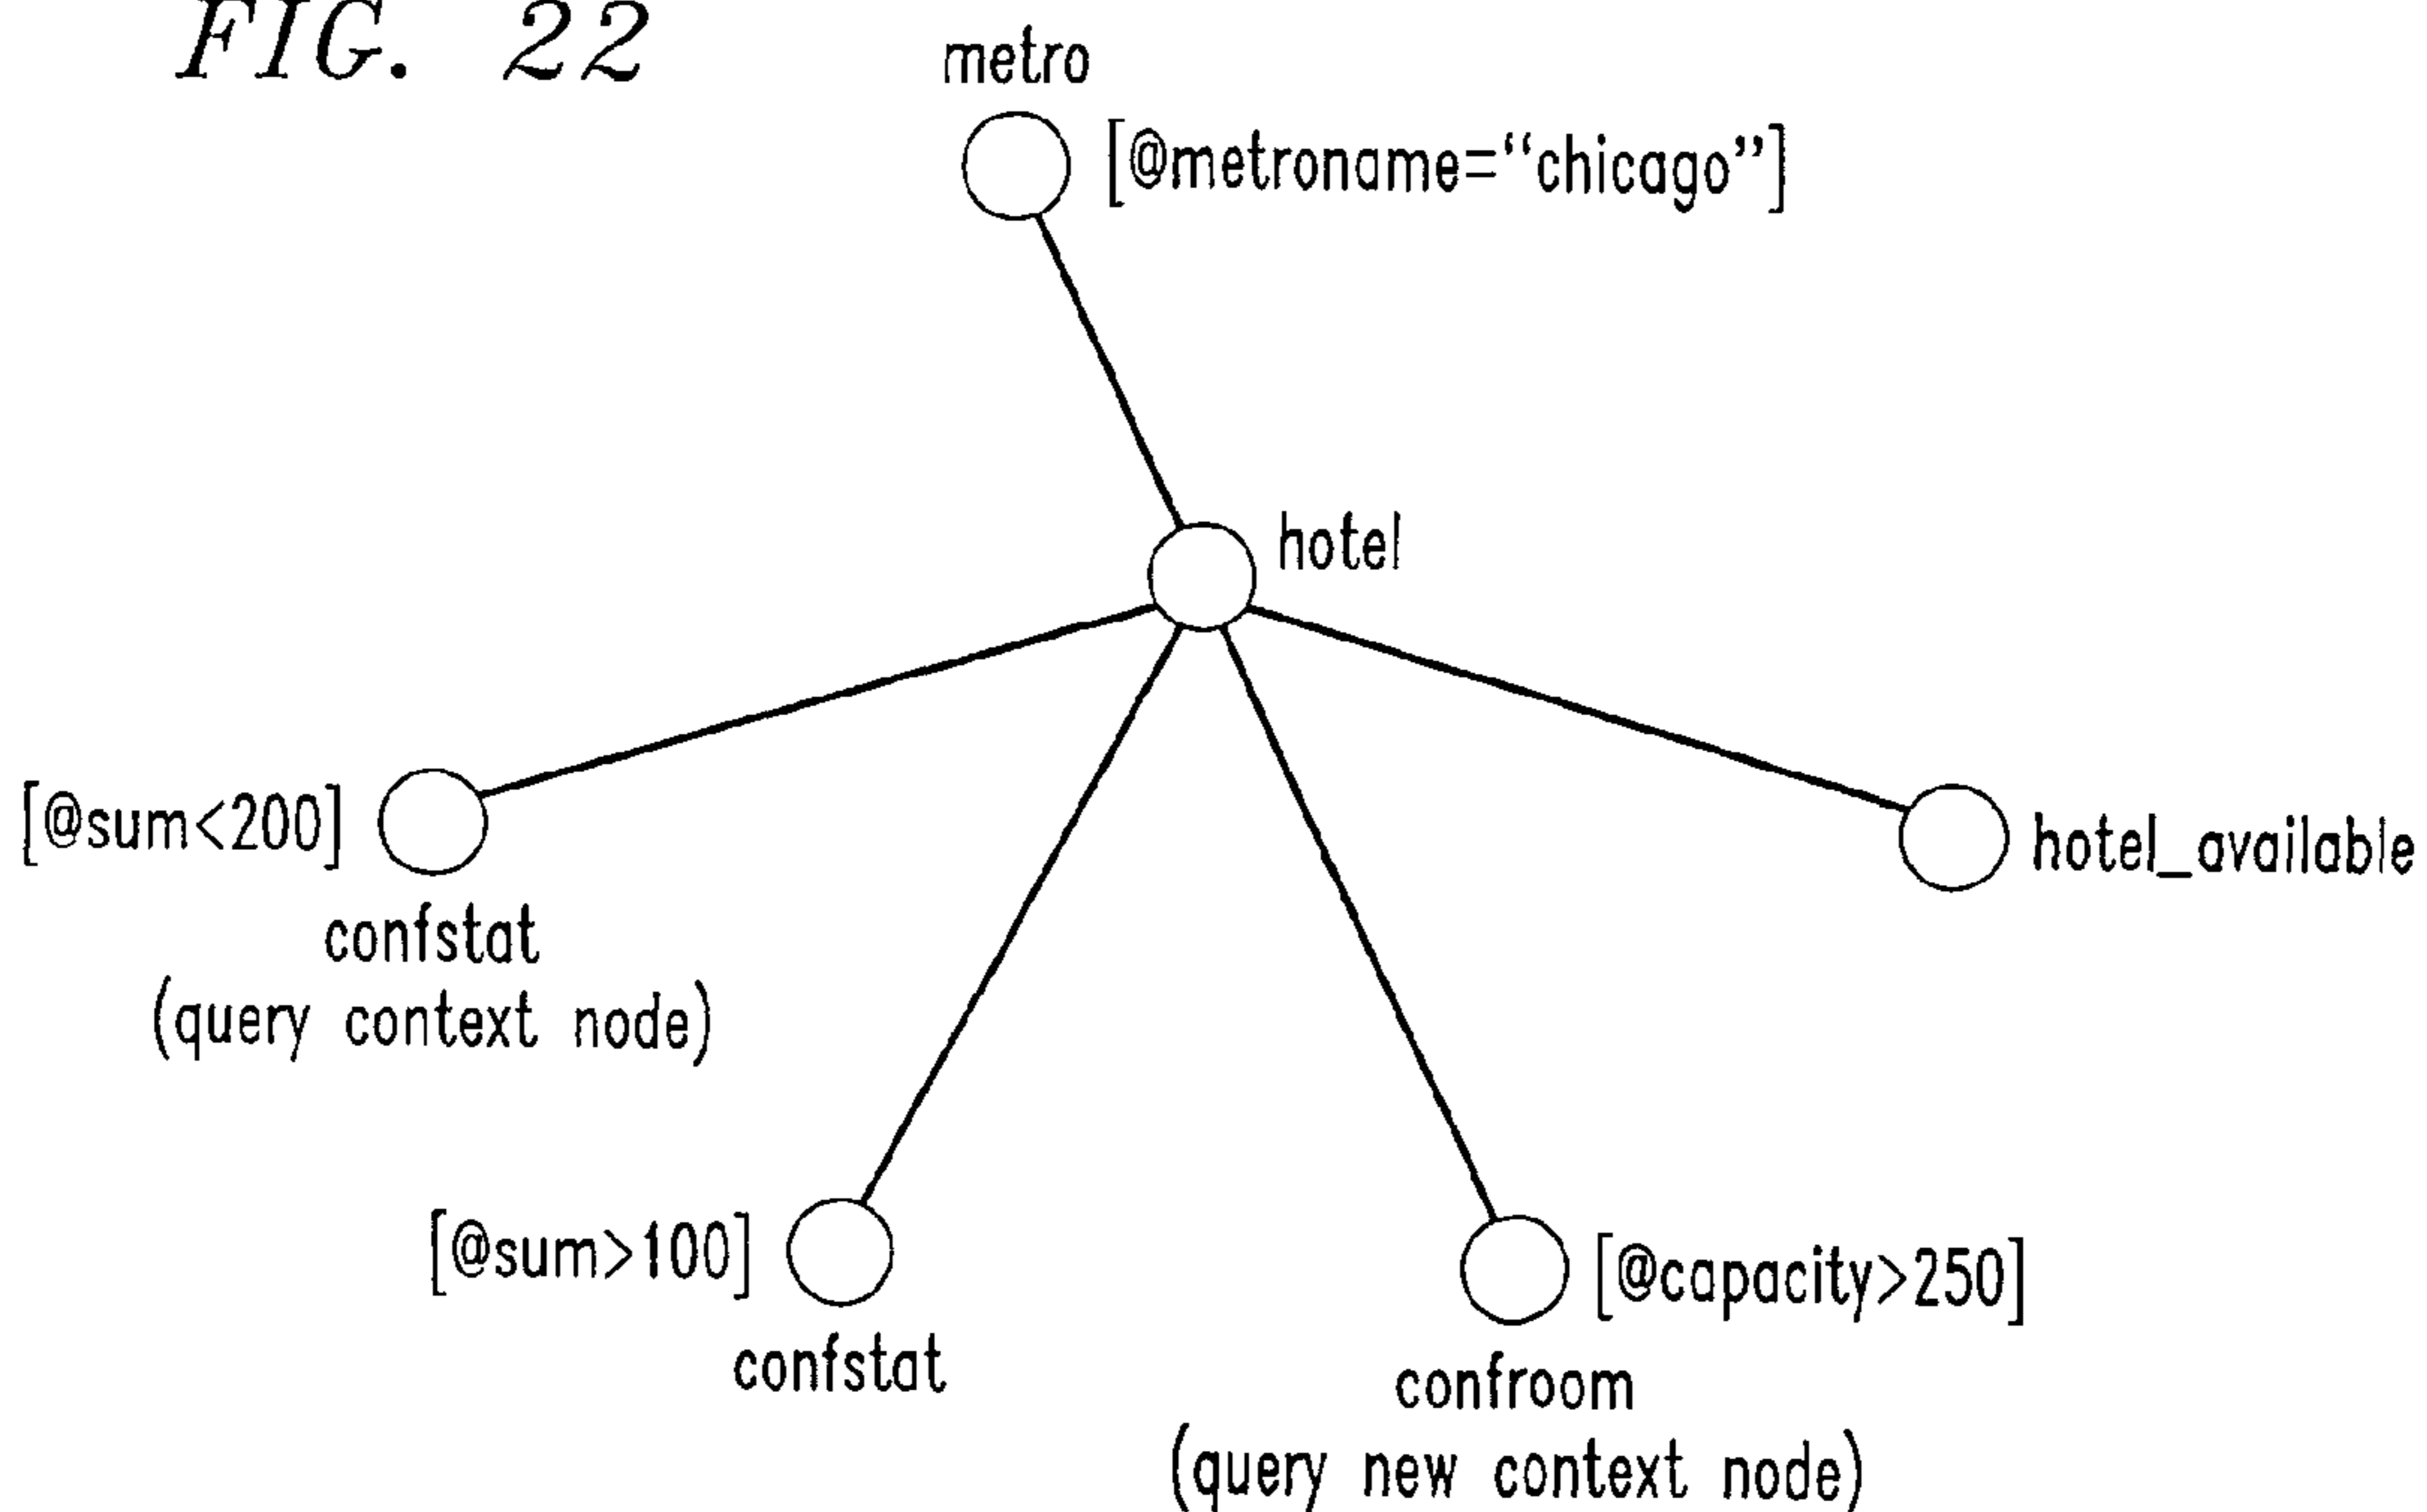 FIG. 22
metro
[@metroname=“chicago”]
hotel
[@sum<200]
confstat
(query context node)
hotel_available
[@sum>100]
confstat
[@capacity>250]
confroom
(query new context node)